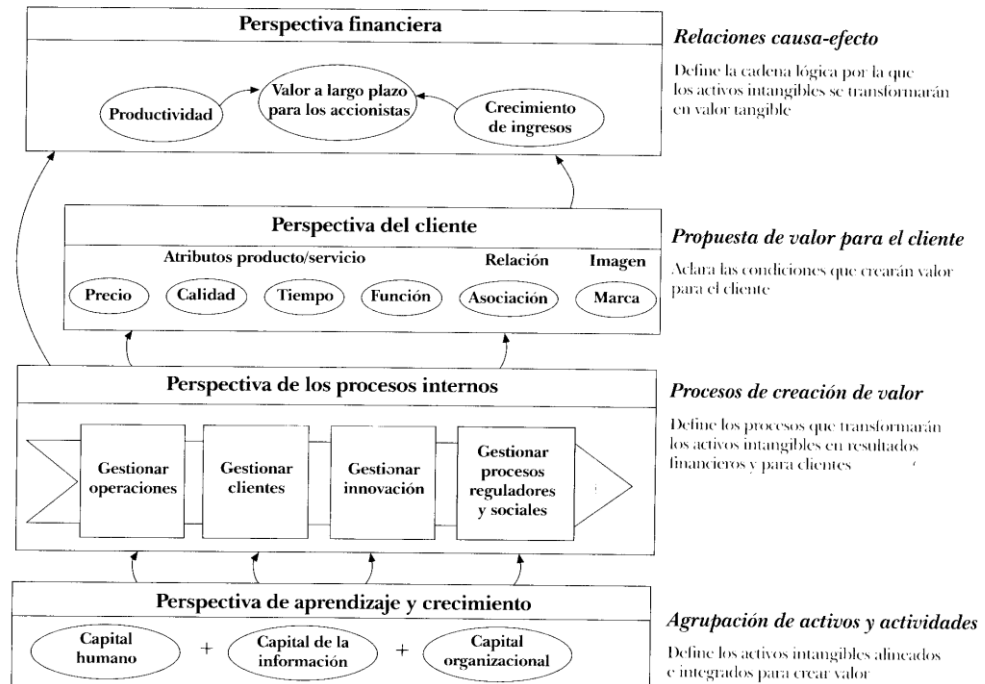 Perspectiva financiera
Productividad
Valor a largo plazo
para los accionistas
Crecimiento
de ingresos
Relaciones causa-efecto
Define la cadena lógica por la que
los activos intangibles se transformarán
en valor tangible
Perspectiva del cliente
Atributos producto/servicio
Relación
Imagen
Precio
Calidad
Tiempo
Función
Asociación
Marca
Propuesta de valor para el cliente
Aclara las condiciones que crearán valor
para el cliente
Perspectiva de los procesos internos
Gestionar
operaciones
Gestionar
clientes
Gestionar
innovación
Gestionar
procesos
reguladores
y sociales
Procesos de creación de valor
Define los procesos que transformarán
los activos intangibles en resultados
financieros y para clientes
Perspectiva de aprendizaje y crecimiento
Capital
humano
+
Capital de la
información
+
Capital
organizacional
Agrupación de activos y actividades
Define los activos intangibles alineados
e integrados para crear valor